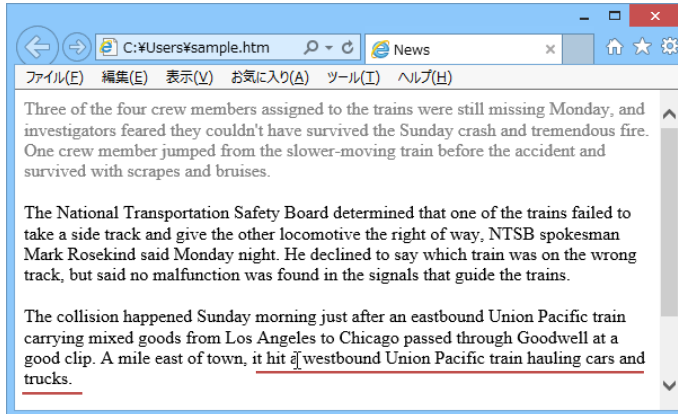 C:¥Users¥sample.htm
News
ファイル(F) 編集(E) 表示(V) お気に入り(A) ツール(T) ヘルプ(H)
Three of the four crew members assigned to the trains were still missing Monday, and
investigators feared they couldn't have survived the Sunday crash and tremendous fire.
One crew member jumped from the slower-moving train before the accident and
survived with scrapes and bruises.
The National Transportation Safety Board determined that one of the trains failed to
take a side track and give the other locomotive the right of way, NTSB spokesman
Mark Rosekind said Monday night. He declined to say which train was on the wrong
track, but said no malfunction was found in the signals that guide the trains.
The collision happened Sunday morning just after an eastbound Union Pacific train
carrying mixed goods from Los Angeles to Chicago passed through Goodwell at a
good clip. A mile east of town, it hit a westbound Union Pacific train hauling cars and
trucks.